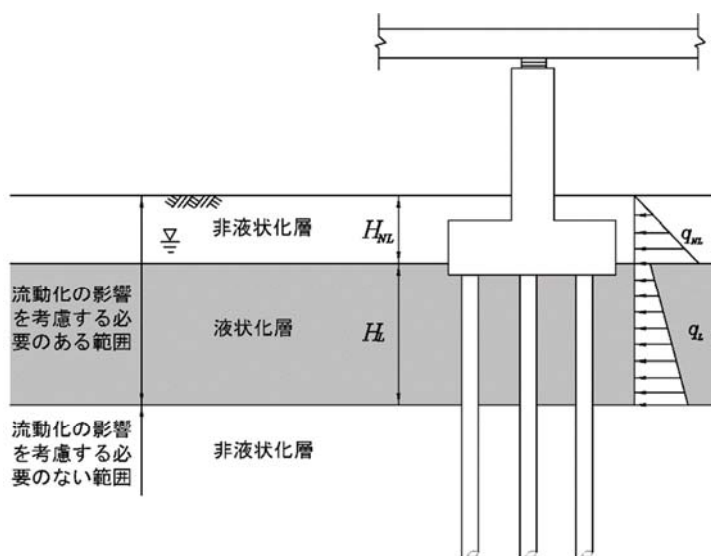 非液状化層
H_NL
q_NL
流動化の影響
を考慮する必
要のある範囲
液状化層
H_L
q_L
流動化の影響
を考慮する必
要のない範囲
非液状化層